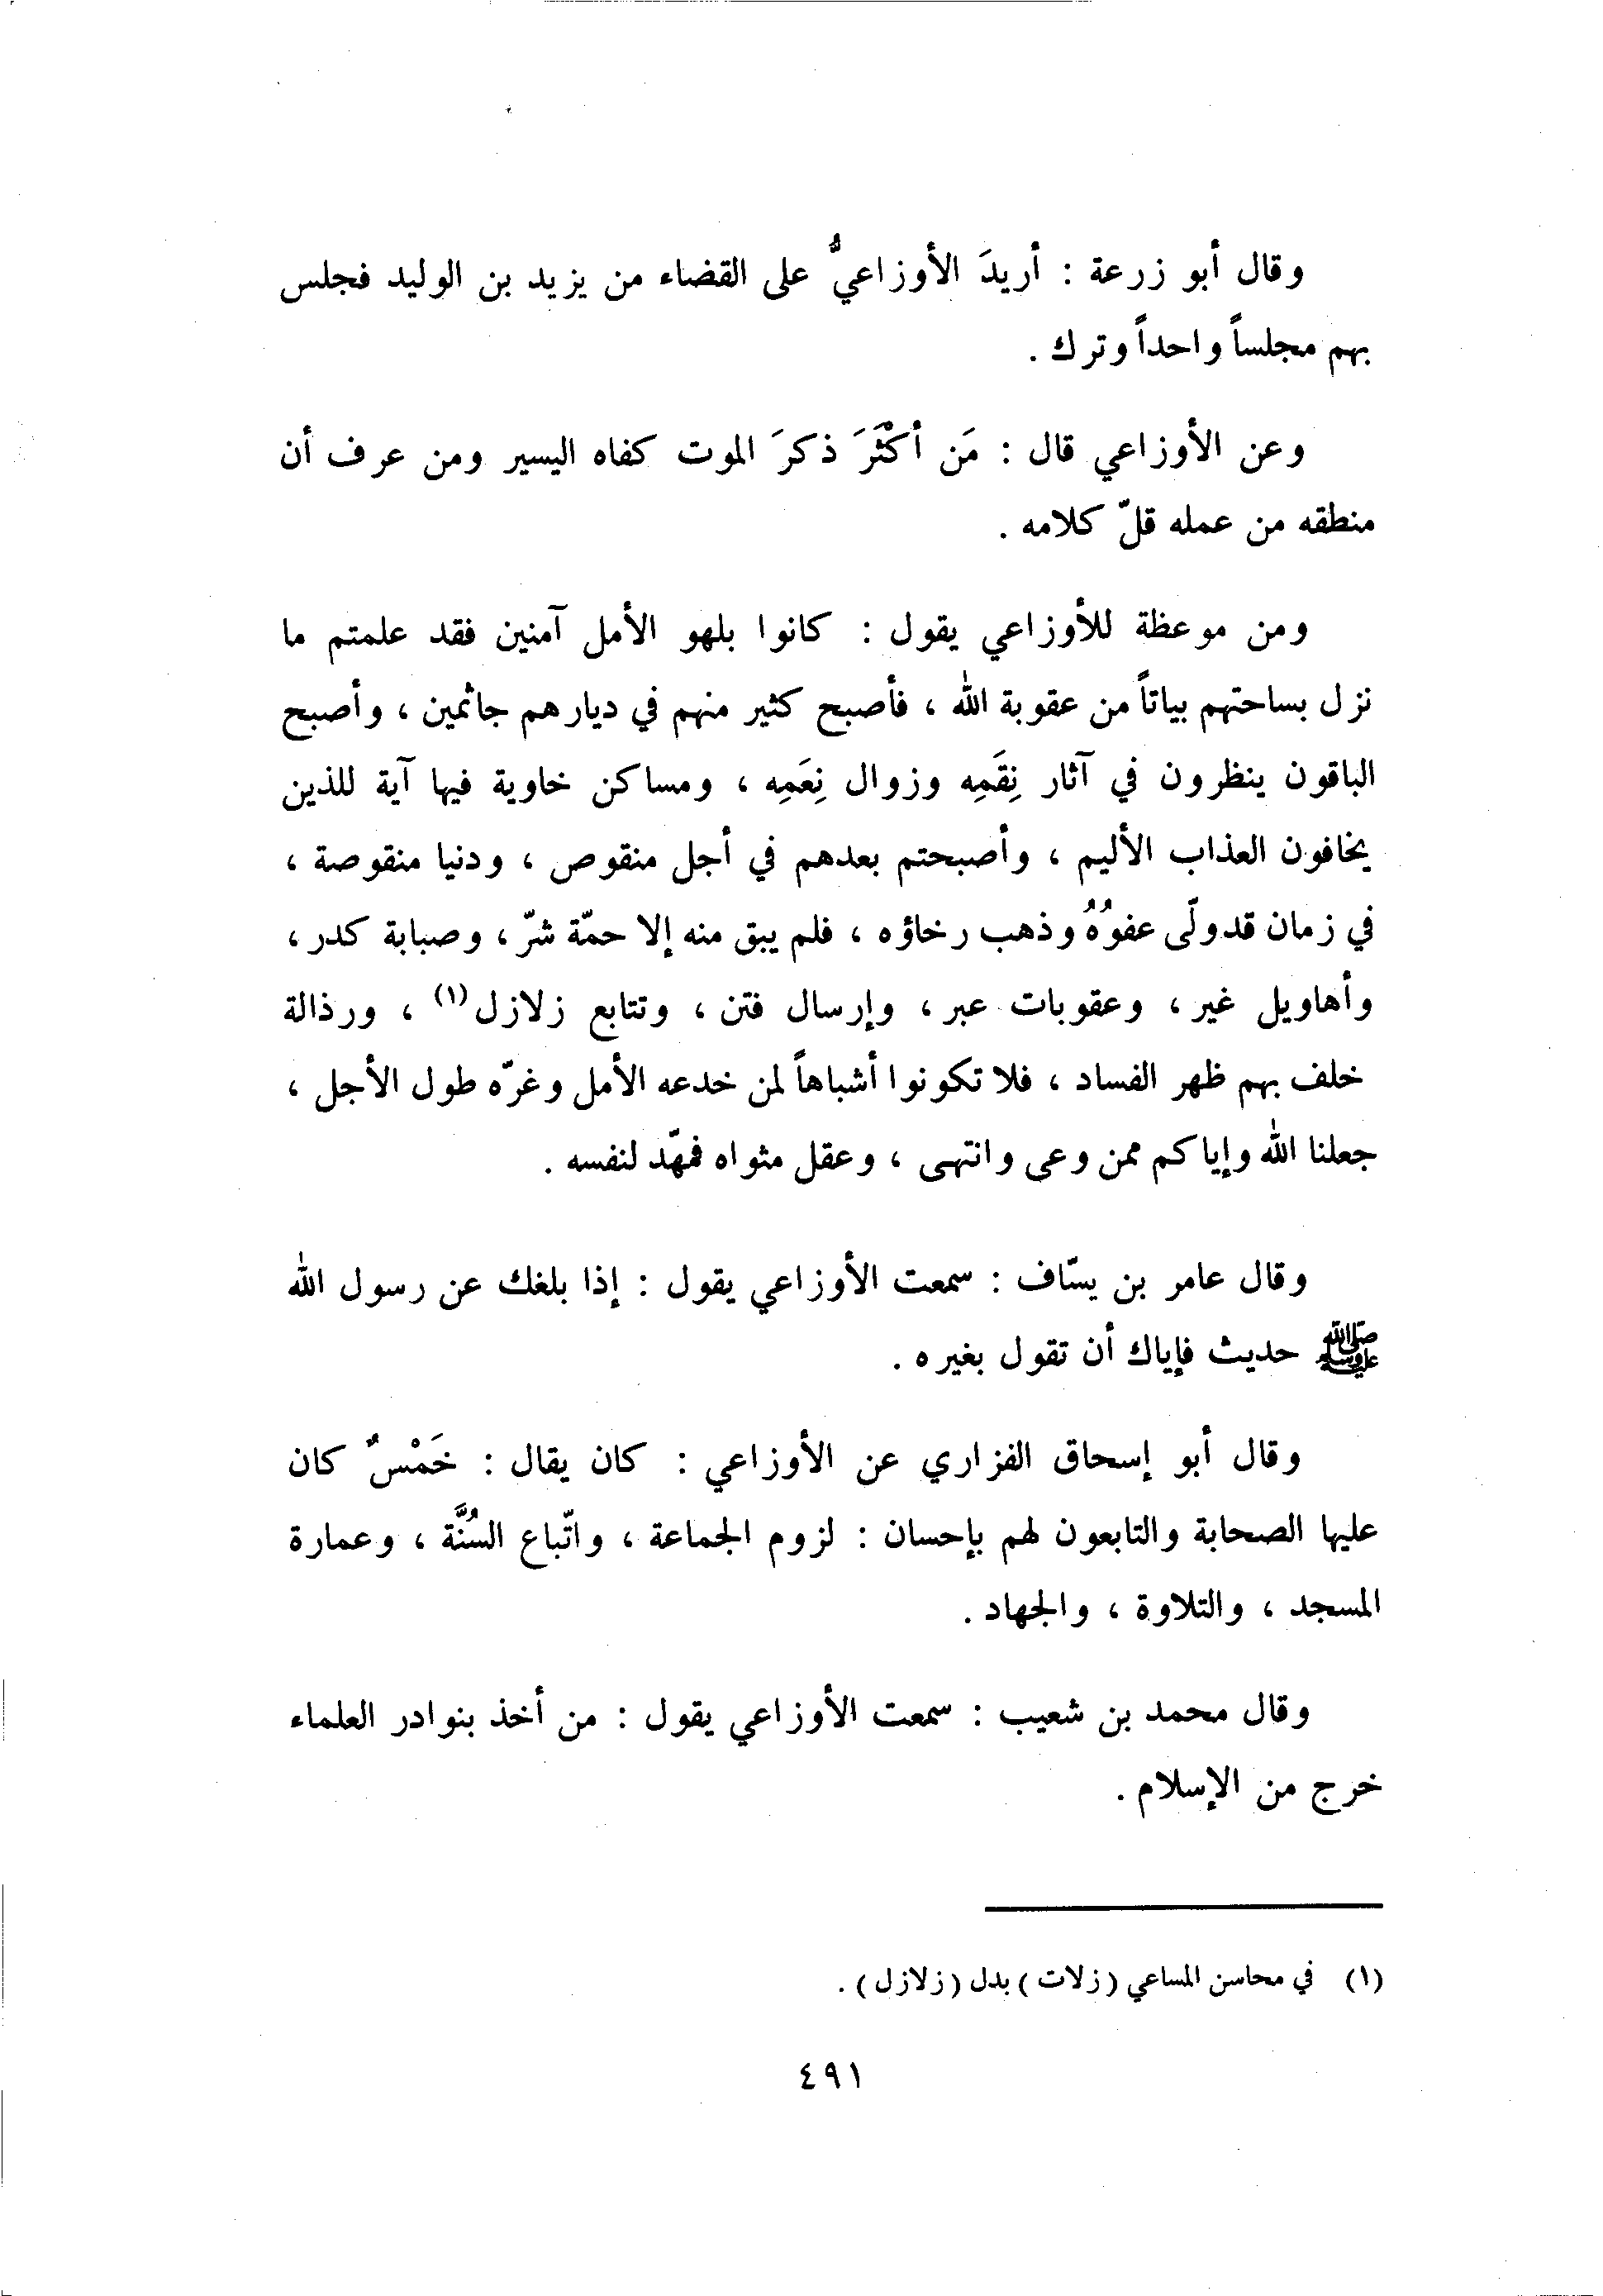 وقال أبو زرعة : أريدَ الأوزاعيُّ على القضاء من يزيد بن الوليد فجلس
بهم مجلساً واحداً وترك .
وعن الأوزاعي قال : مَن أكْثَرَ ذكرَ الموت كفاه اليسير ومن عرف أن
منطقه من عمله قلّ كلامه .
ومن موعظة للأوزاعي يقول : كانوا بلهو الأمل آمنين فقد علمتم ما
نزل بساحتهم بياتاً من عقوبة الله ، فأصبح كثير منهم في ديارهم جاثمين ، وأصبح
الباقون ينظرون في آثار نِقَمِه وزوال نِعَمِه ، ومساكن خاوية فيها آية للذين
يخافون العذاب الأليم ، وأصبحتم بعدهم في أجل منقوص ، ودنيا منقوصة ،
في زمان قد ولّى عفوُهُ وذهب رخاؤه ، فلم يبق منه إلا حمّة شرّ ، وصبابة كدر ،
وأهاويل غير ، وعقوبات عبر ، وإرسال فتن ، وتتابع زلازل (١) ، ورذالة
خلف بهم ظهر الفساد ، فلا تكونوا أشباهاً لمن خدعه الأمل وغرّه طول الأجل ،
جعلنا الله وإياكم ممن وعى وانتهى ، وعقل مثواه فمهّد لنفسه .
وقال عامر بن يسّاف : سمعت الأوزاعي يقول : إذا بلغك عن رسول الله
ﷺ حديث فإياك أن تقول بغيره .
وقال أبو إسحاق الفزاري عن الأوزاعي : كان يقال : خَمْسٌ كان
عليها الصحابة والتابعون لهم بإحسان : لزوم الجماعة ، واتّباع السُنَّة ، وعمارة
المسجد ، والتلاوة ، والجهاد .
وقال محمد بن شعيب : سمعت الأوزاعي يقول : من أخذ بنوادر العلماء
خرج من الإسلام .
(١) في محاسن المساعي (زلات) بدل (زلازل) .
٤٩١